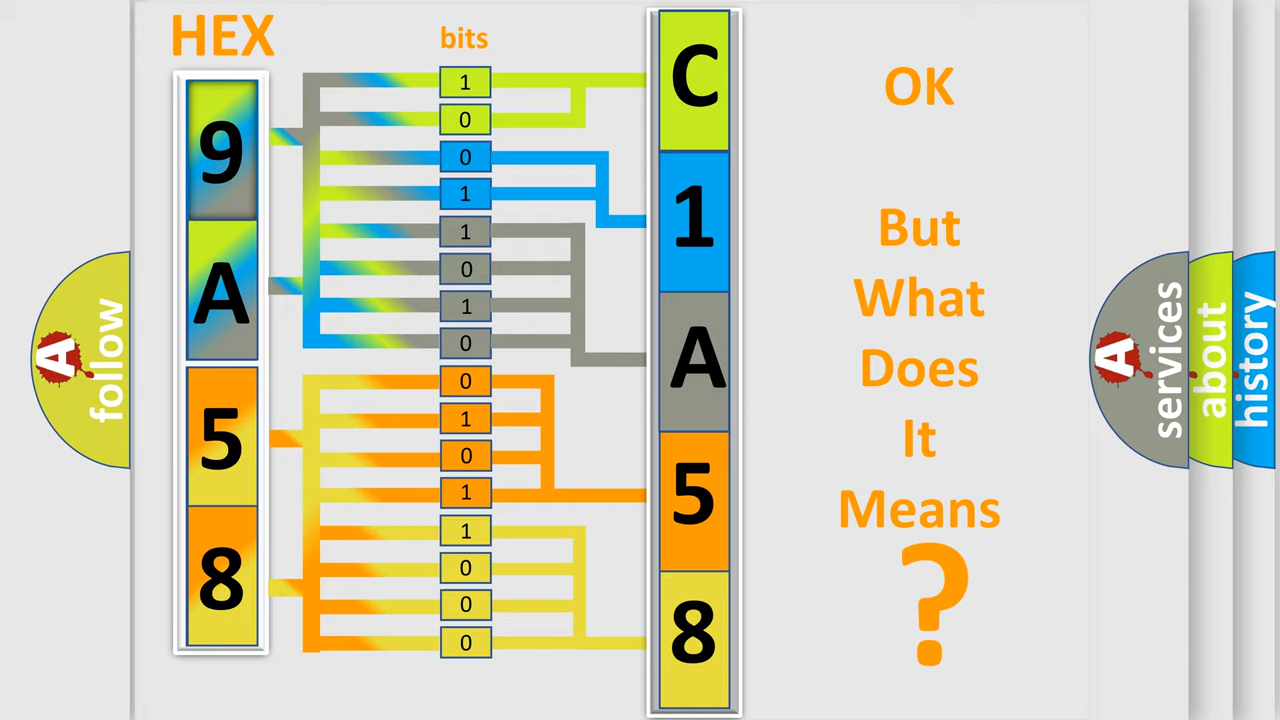 HEX
bits
9
A
5
8
1
0
0
1
1
0
1
0
0
1
0
1
1
0
0
0
C
1
A
5
8
OK
But
What
Does
It
Means
?
A
follow
A
services
about
history